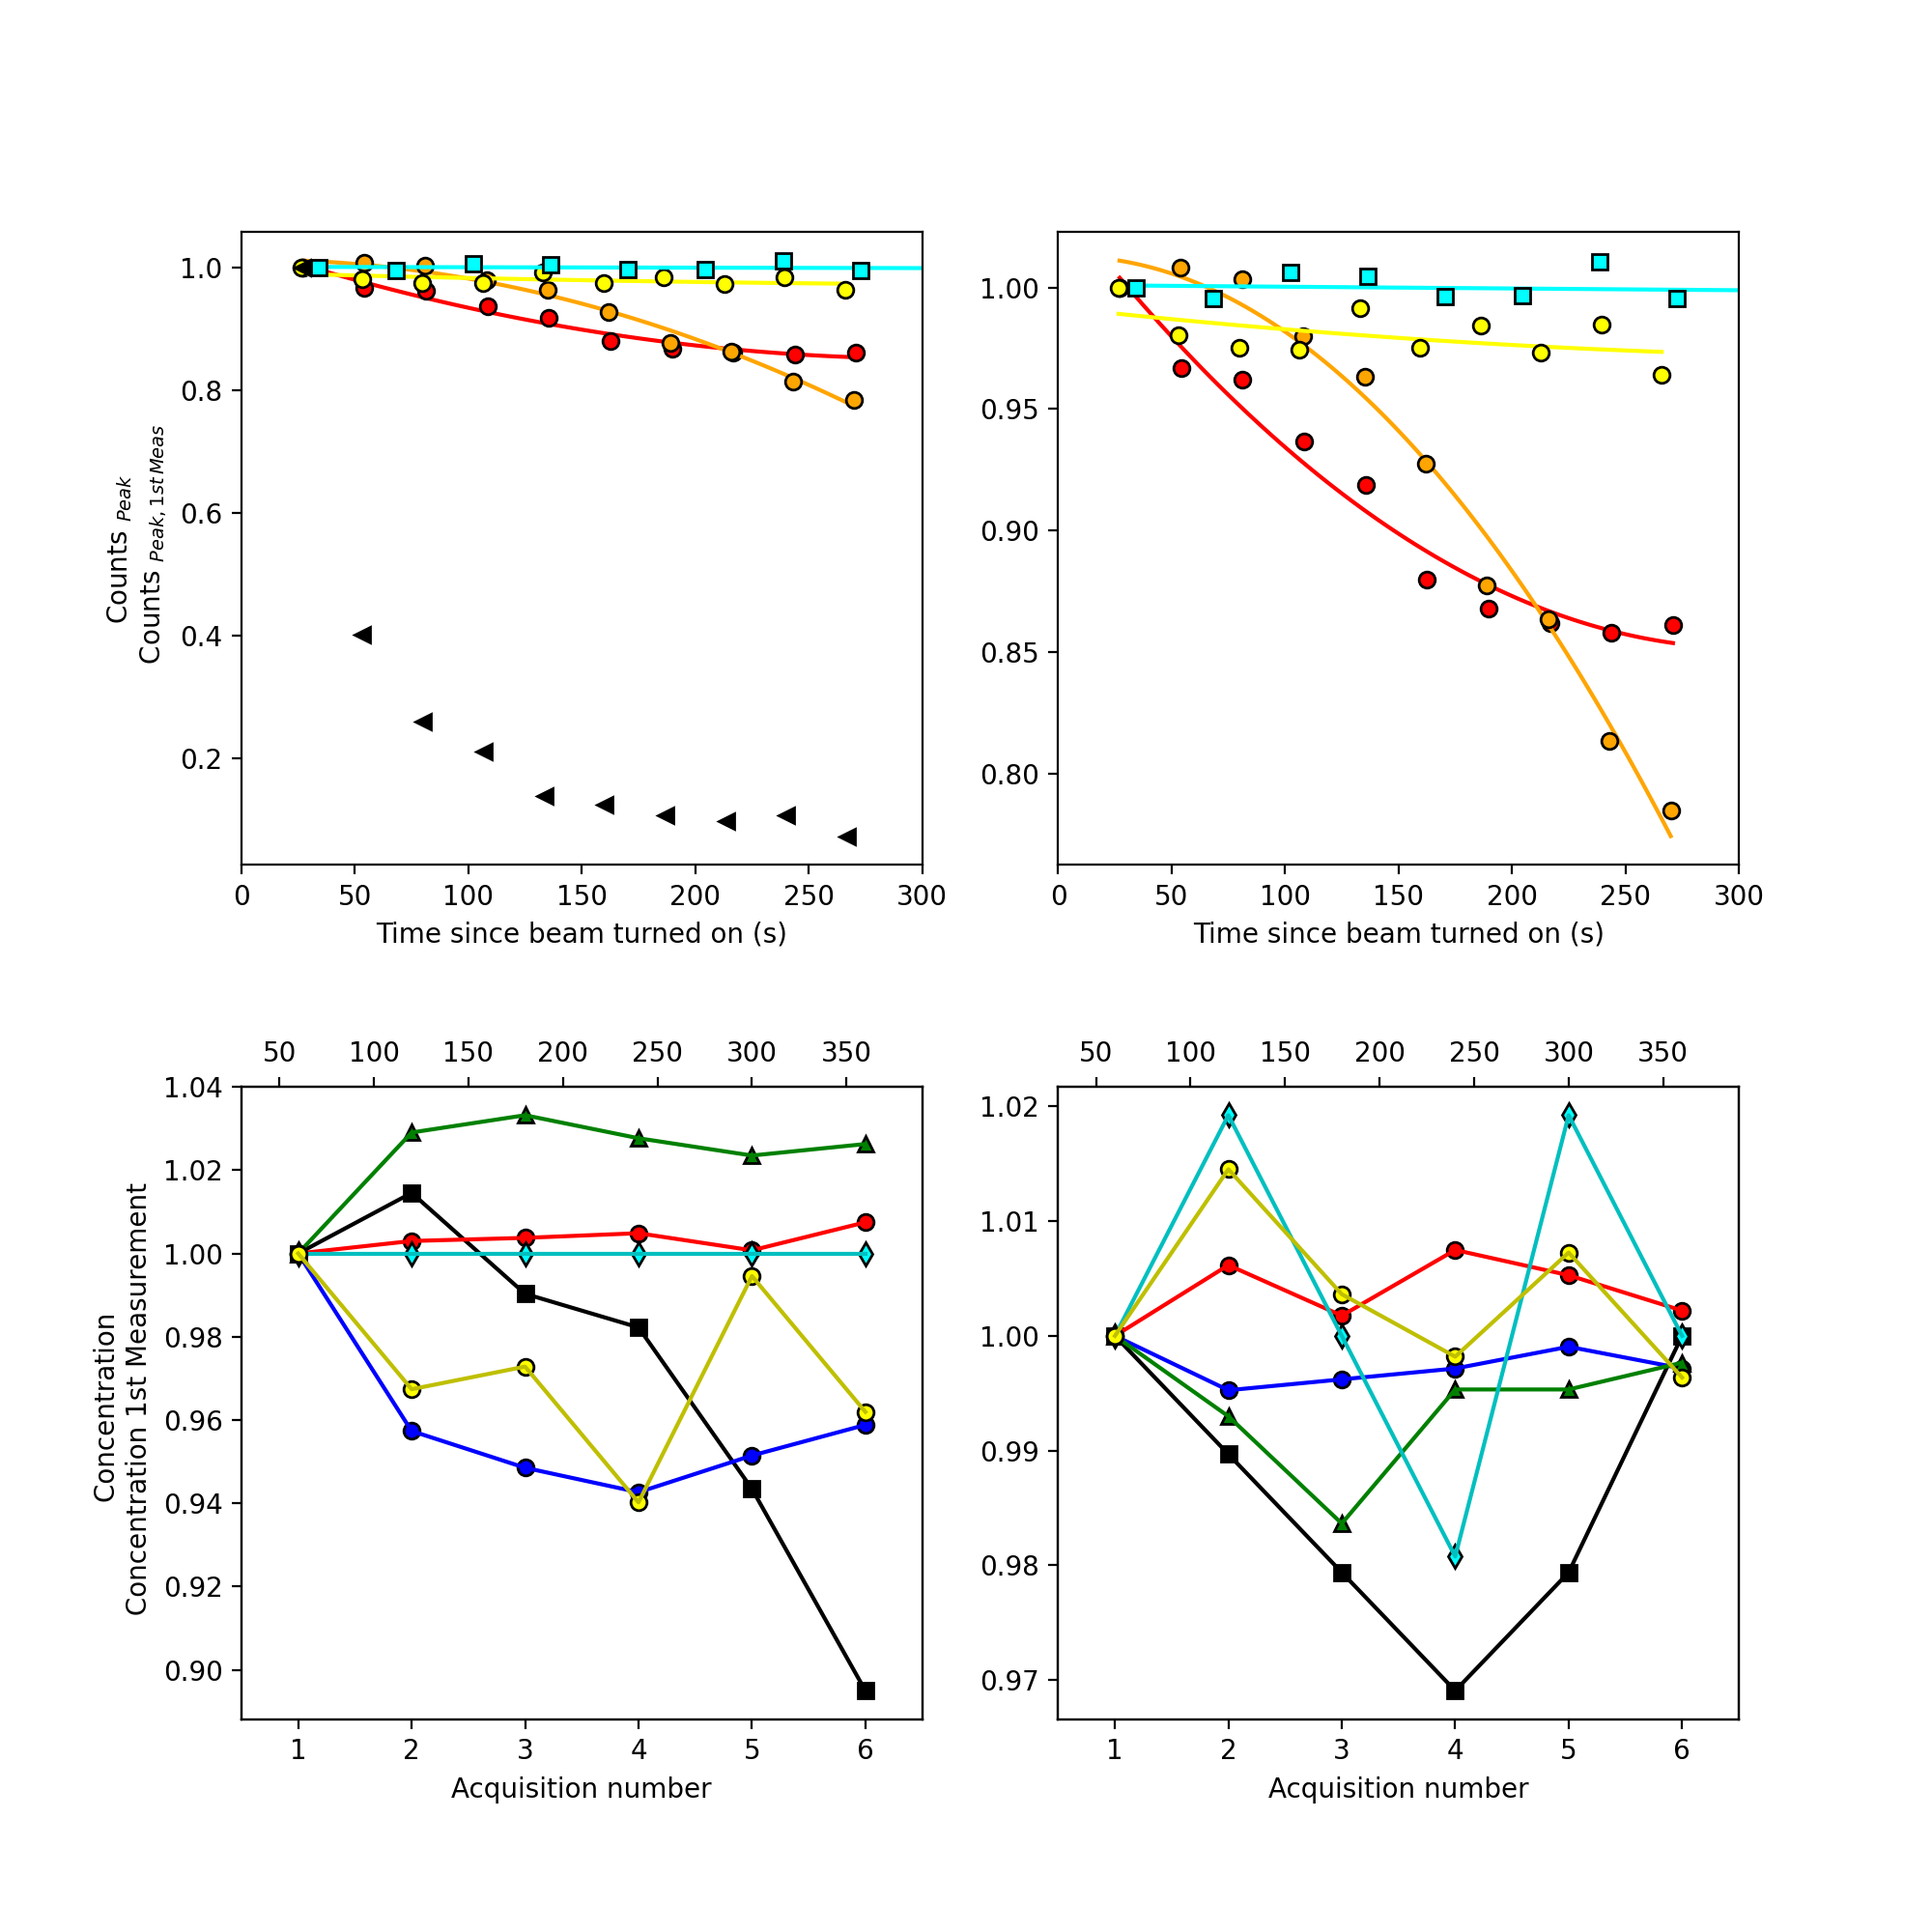 1.0
0.8
0.6
0.4
0.2
Counts Peak
Counts Peak, 1st Meas
0 50 100 150 200 250 300
Time since beam turned on (s)
1.00
0.95
0.90
0.85
0.80
0 50 100 150 200 250 300
Time since beam turned on (s)
50 100 150 200 250 300 350
1.04
1.02
1.00
0.98
0.96
0.94
0.92
0.90
Concentration
Concentration 1st Measurement
1 2 3 4 5 6
Acquisition number
50 100 150 200 250 300 350
1.02
1.01
1.00
0.99
0.98
0.97
1 2 3 4 5 6
Acquisition number